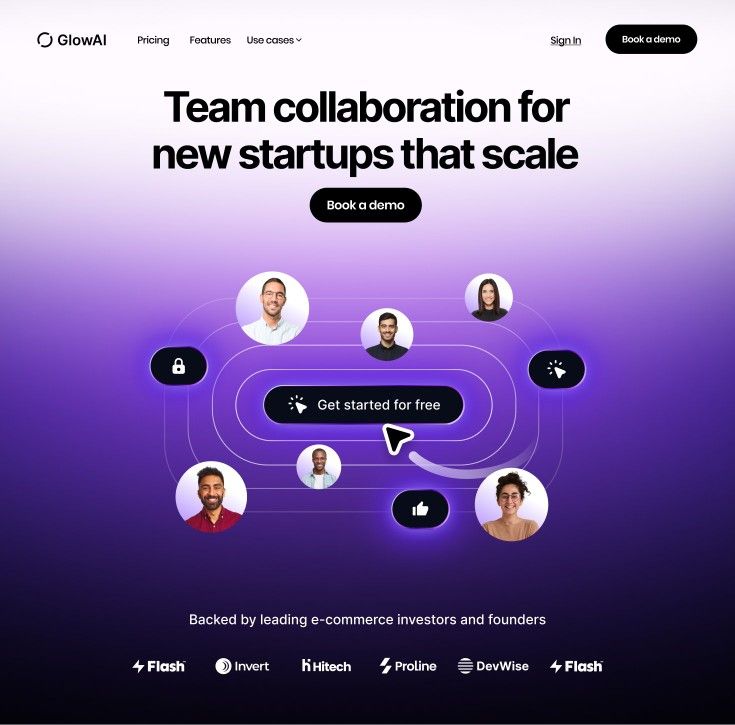 GlowAI
Pricing
Features
Use cases
Sign In
Book a demo
Team collaboration for
new startups that scale
Book a demo
Get started for free
Backed by leading e-commerce investors and founders
Flash
Invert
Hitech
Proline
DevWise
Flash